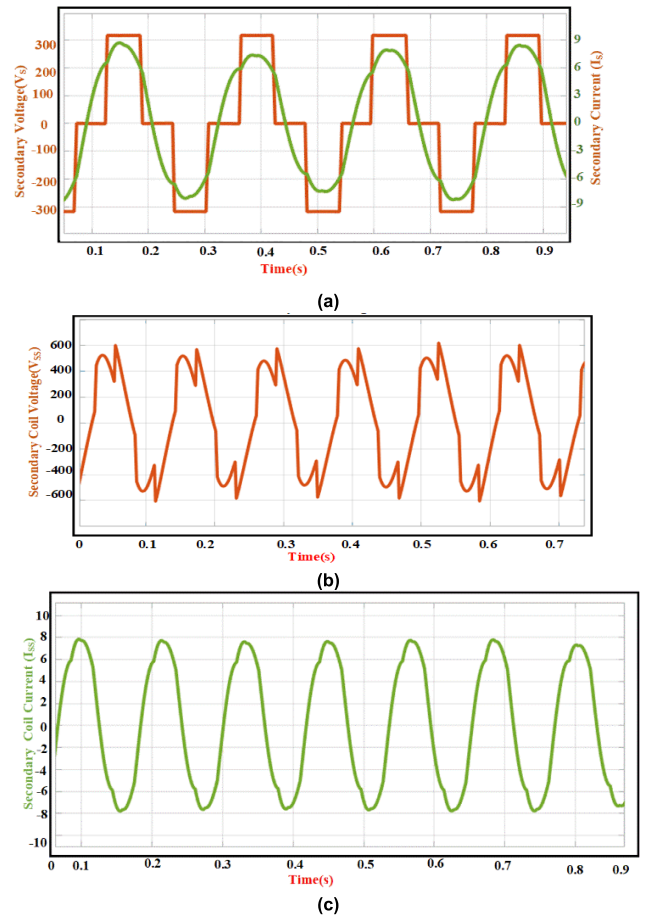 Secondary Voltage(VS)
300
200
100
0
-100
-200
-300
9
6
3
0
-3
-6
-9
Secondary Current (IS)
0.1 0.2 0.3 0.4 0.5 0.6 0.7 0.8 0.9
Time(s)
(a)
Secondary Coil Voltage(VSS)
600
400
200
0
-200
-400
-600
0 0.1 0.2 0.3 0.4 0.5 0.6 0.7
Time(s)
(b)
Secondary Coil Current (ISS)
10
8
6
4
2
0
-2
-4
-6
-8
-10
0 0.1 0.2 0.3 0.4 0.5 0.6 0.7 0.8 0.9
Time(s)
(c)